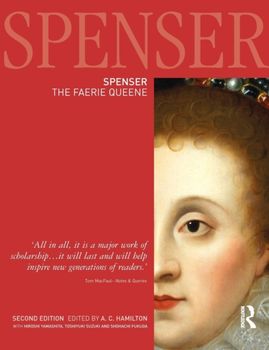 SPENSER
SPENSER
THE FAERIE QUEENE
‘All in all, it is a major work of
scholarship…it will last and will help
inspire new generations of readers.’
Tom MacFaul - Notes & Queries
SECOND EDITION EDITED BY A. C. HAMILTON
WITH HIROSHI YAMASHITA, TOSHIYUKI SUZUKI AND SHOHACHI FUKUDA
R
Routledge